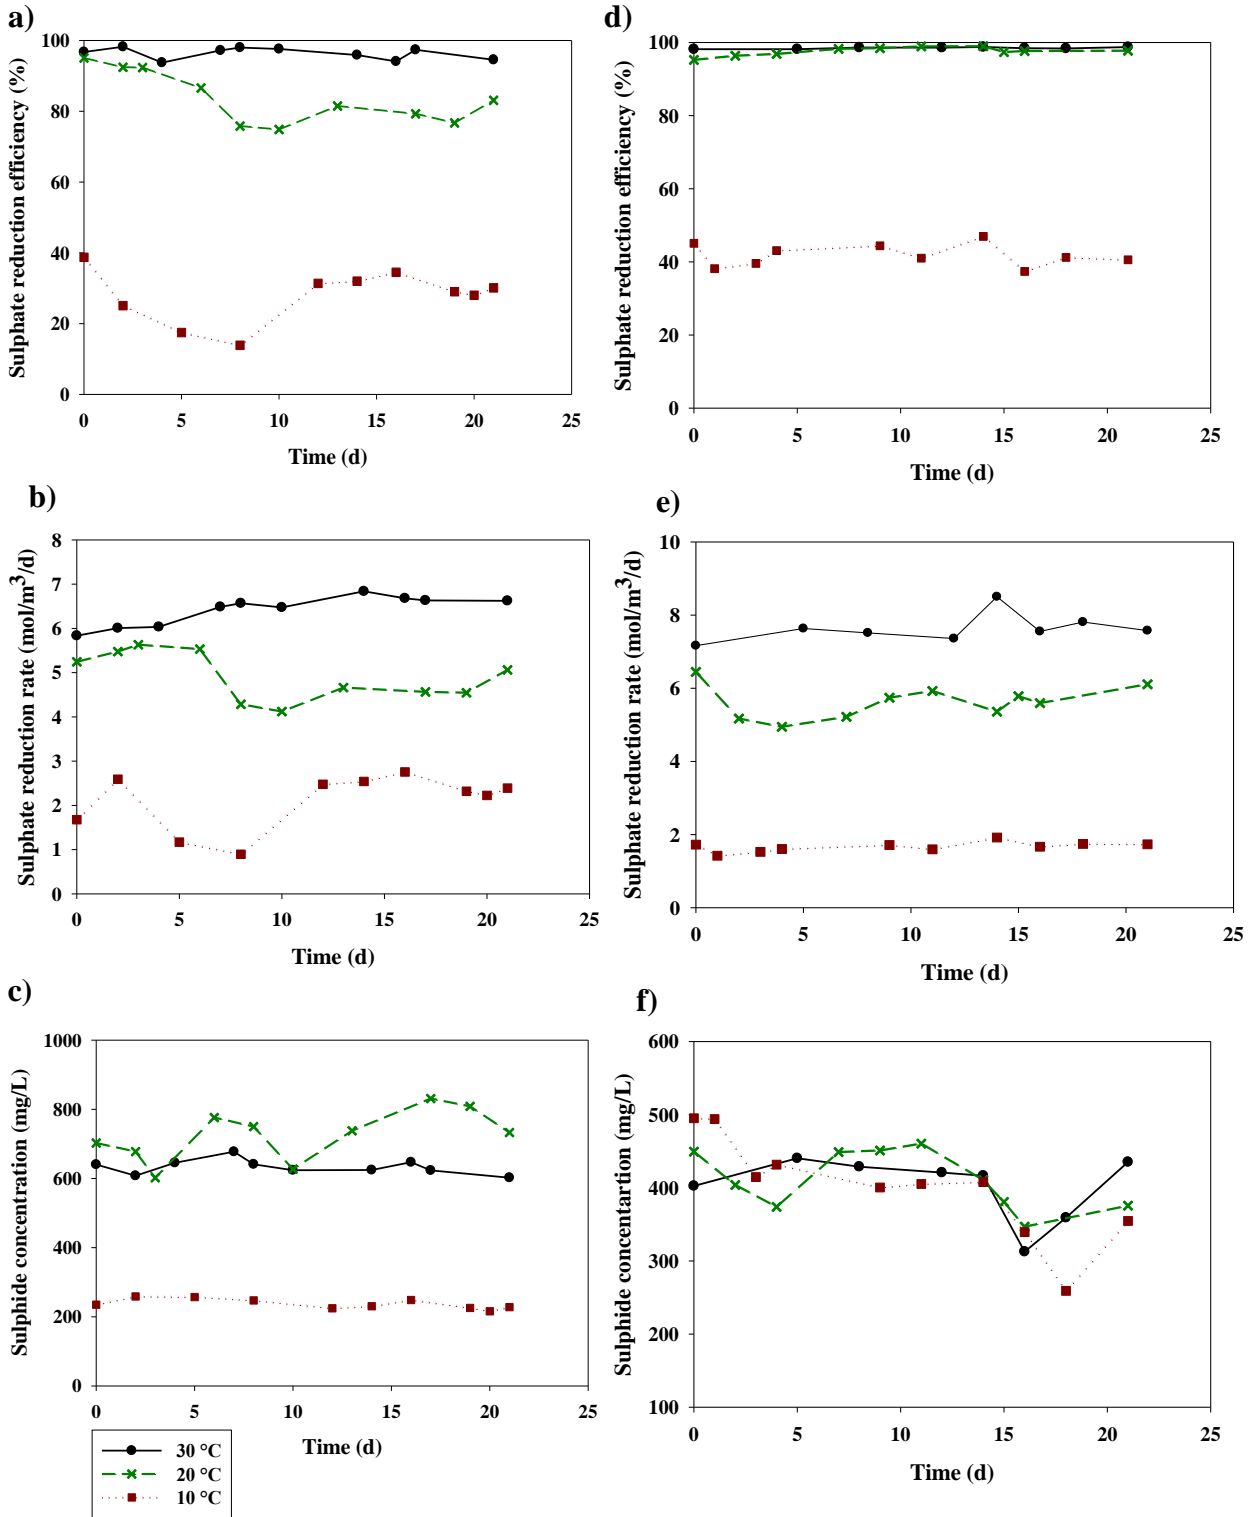 a)
Sulphate reduction efficiency (%)
100
80
60
40
20
0
0 5 10 15 20 25
Time (d)
d)
Sulphate reduction efficiency (%)
100
80
60
40
20
0
0 5 10 15 20 25
Time (d)
b)
Sulphate reduction rate (mol/m³/d)
8
7
6
5
4
3
2
1
0
0 5 10 15 20 25
Time (d)
e)
Sulphate reduction rate (mol/m³/d)
10
8
6
4
2
0
0 5 10 15 20 25
Time (d)
c)
Sulphide concentration (mg/L)
1000
800
600
400
200
0
0 5 10 15 20 25
Time (d)
f)
Sulphide concentartion (mg/L)
600
500
400
300
200
100
0 5 10 15 20 25
Time (d)
30 °C
20 °C
10 °C